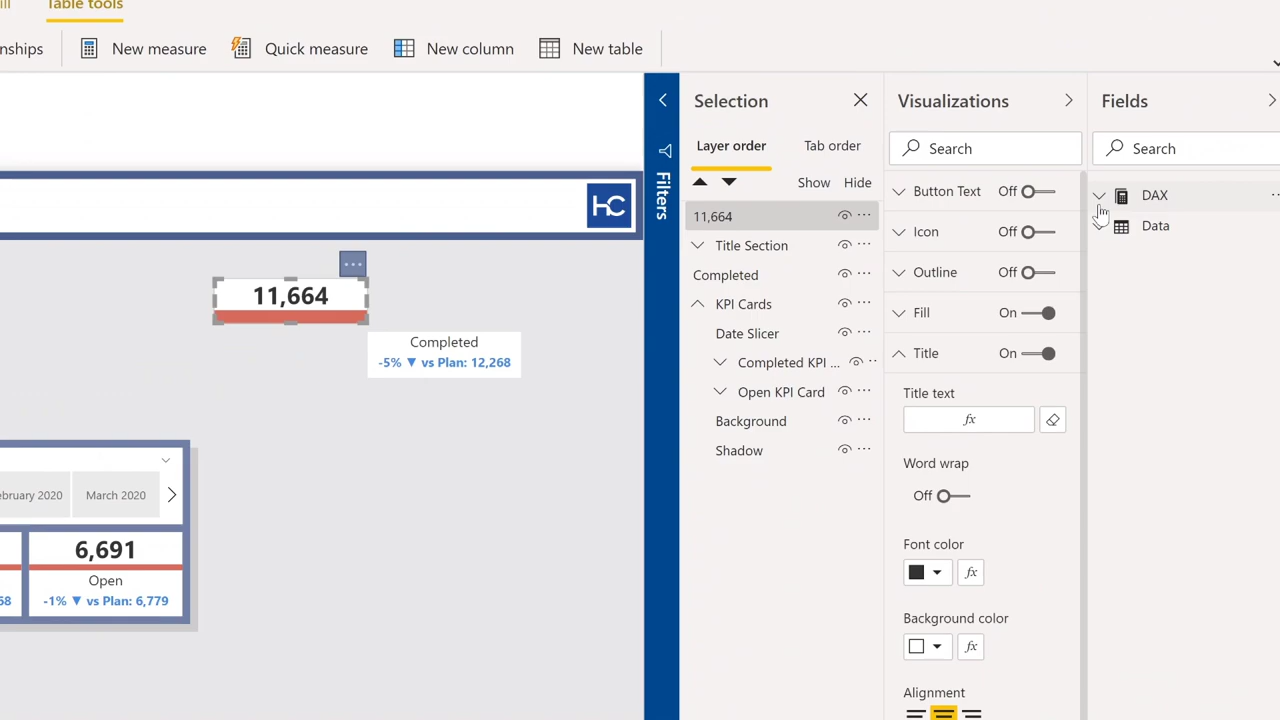 ill
Table tools
nships
New measure
Quick measure
New column
New table
Selection
Visualizations
Fields
Layer order
Tab order
Search
Search
Show
Hide
Filters
Button Text
Off
DAX
11,664
Data
HC
Icon
Off
Title Section
Outline
Off
Completed
11,664
KPI Cards
Fill
On
Date Slicer
Completed
Title
On
-5% ▼ vs Plan: 12,268
Completed KPI ...
Open KPI Card
Title text
fx
Background
Shadow
Word wrap
Off
ebruary 2020
March 2020
6,691
Font color
fx
Open
68
-1% ▼ vs Plan: 6,779
Background color
fx
Alignment